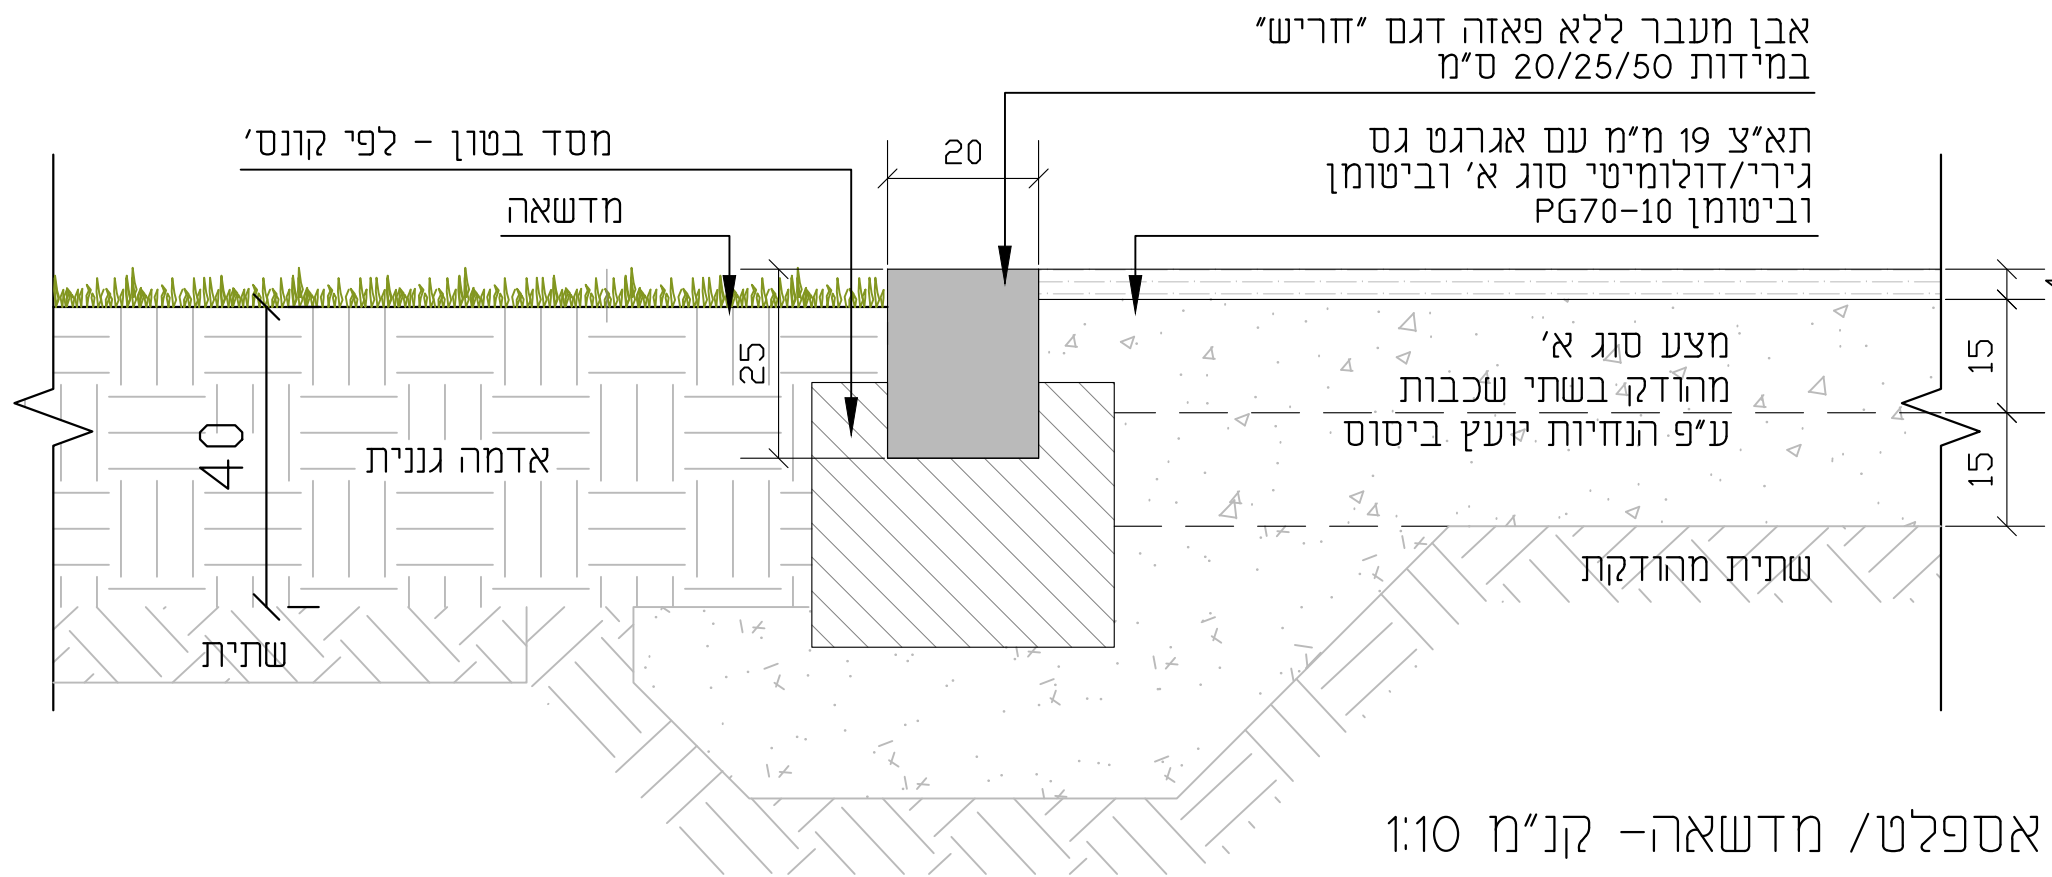 אבן מעבר ללא פאזה דגם "חריש"
במידות 20/25/50 ס"מ
תא"צ 19 מ"מ עם אגרגט גס
גירי/דולומיטי סוג א' וביטומן
וביטומן PG70-10
מסד בטון - לפי קונס'
מדשאה
20
25
40
15
15
מצע סוג א'
מהודק בשתי שכבות
ע"פ הנחיות יועץ ביסוס
אדמה גננית
שתית מהודקת
שתית
אספלט/ מדשאה- קנ"מ 1:10